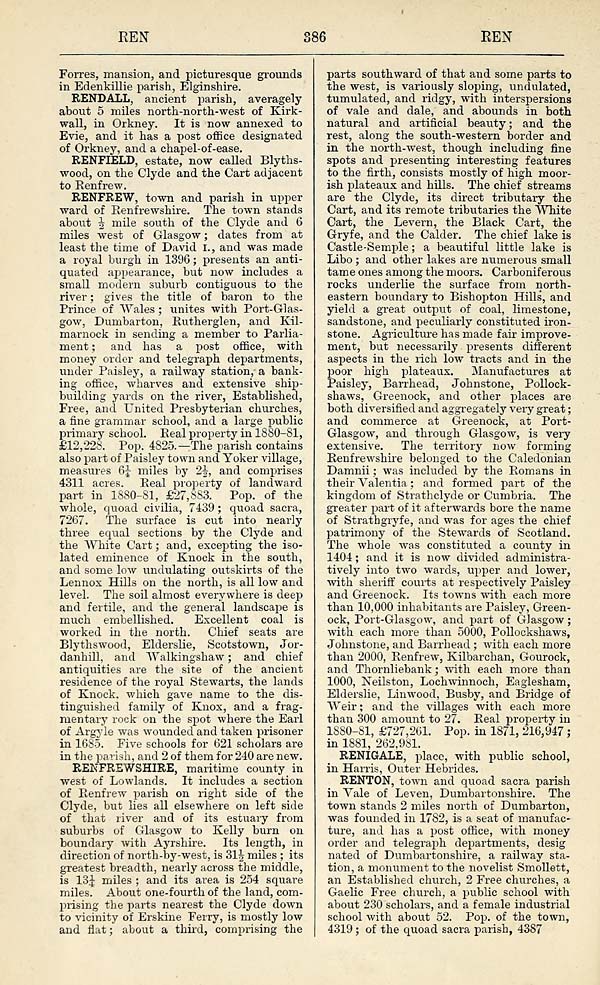 REN 386 REN
Forres, mansion, and picturesque grounds
in Edenkillie parish, Elginshire.
RENDALL, ancient parish, averagely
about 5 miles north-north-west of Kirk-
wall, in Orkney. It is now annexed to
Evie, and it has a post office designated
of Orkney, and a chapel-of-ease.
RENFIELD, estate, now called Blyths-
wood, on the Clyde and the Cart adjacent
to Renfrew.
RENFREW, town and parish in upper
ward of Renfrewshire. The town stands
about ½ mile south of the Clyde and 6
miles west of Glasgow; dates from at
least the time of David I., and was made
a royal burgh in 1396; presents an anti-
quated appearance, but now includes a
small modern suburb contiguous to the
river; gives the title of baron to the
Prince of Wales; unites with Port-Glas-
gow, Dumbarton, Rutherglen, and Kil-
marnock in sending a member to Parlia-
ment; and has a post office, with
money order and telegraph departments,
under Paisley, a railway station, a bank-
ing office, wharves and extensive ship-
building yards on the river, Established,
Free, and United Presbyterian churches,
a fine grammar school, and a large public
primary school. Real property in 1880-81,
£12,228. Pop. 4825.—The parish contains
also part of Paisley town and Yoker village,
measures 6¼ miles by 2½, and comprises
4311 acres. Real property of landward
part in 1880-81, £27,883. Pop. of the
whole, quoad civilia, 7439; quoad sacra,
7267. The surface is cut into nearly
three equal sections by the Clyde and
the White Cart; and, excepting the iso-
lated eminence of Knock in the south,
and some low undulating outskirts of the
Lennox Hills on the north, is all low and
level. The soil almost everywhere is deep
and fertile, and the general landscape is
much embellished. Excellent coal is
worked in the north. Chief seats are
Blythswood, Elderslie, Scotstown, Jor-
danhill, and Walkingshaw; and chief
antiquities are the site of the ancient
residence of the royal Stewarts, the lands
of Knock, which gave name to the dis-
tinguished family of Knox, and a frag-
mentary rock on the spot where the Earl
of Argyle was wounded and taken prisoner
in 1685. Five schools for 621 scholars are
in the parish, and 2 of them for 240 are new.
RENFREWSHIRE, maritime county in
west of Lowlands. It includes a section
of Renfrew parish on right side of the
Clyde, but lies all elsewhere on left side
of that river and of its estuary from
suburbs of Glasgow to Kelly burn on
boundary with Ayrshire. Its length, in
direction of north-by-west, is 31½ miles; its
greatest breadth, nearly across the middle,
is 13¼ miles; and its area is 254 square
miles. About one-fourth of the land, com-
prising the parts nearest the Clyde down
to vicinity of Erskine Ferry, is mostly low
and flat; about a third, comprising the
parts southward of that and some parts to
the west, is variously sloping, undulated,
tumulated, and ridgy, with interspersions
of vale and dale, and abounds in both
natural and artificial beauty; and the
rest, along the south-western border and
in the north-west, though including fine
spots and presenting interesting features
to the firth, consists mostly of high moor-
ish plateaux and hills. The chief streams
are the Clyde, its direct tributary the
Cart, and its remote tributaries the White
Cart, the Levern, the Black Cart, the
Gryfe, and the Calder. The chief lake is
Castle-Semple; a beautiful little lake is
Libo; and other lakes are numerous small
tame ones among the moors. Carboniferous
rocks underlie the surface from north-
eastern boundary to Bishopton Hills, and
yield a great output of coal, limestone,
sandstone, and peculiarly constituted iron-
stone. Agriculture has made fair improve-
ment, but necessarily presents different
aspects in the rich low tracts and in the
poor high plateaux. Manufactures at
Paisley, Barrhead, Johnstone, Pollock-
shaws, Greenock, and other places are
both diversified and aggregately very great;
and commerce at Greenock, at Port-
Glasgow, and through Glasgow, is very
extensive. The territory now forming
Renfrewshire belonged to the Caledonian
Damnii; was included by the Romans in
their Valentia; and formed part of the
kingdom of Strathclyde or Cumbria. The
greater part of it afterwards bore the name
of Strathgryfe, and was for ages the chief
patrimony of the Stewards of Scotland.
The whole was constituted a county in
1404; and it is now divided administra-
tively into two wards, upper and lower,
with sheriff courts at respectively Paisley
and Greenock. Its towns with each more
than 10,000 inhabitants are Paisley, Green-
ock, Port-Glasgow, and part of Glasgow;
with each more than 5000, Pollockshaws,
Johnstone, and Barrhead; with each more
than 2000, Renfrew, Kilbarchan, Gourock,
and Thornliebank; with each more than
1000, Neilston, Lochwinnoch, Eaglesham,
Elderslie, Linwood, Busby, and Bridge of
Weir; and the villages with each more
than 300 amount to 27. Real property in
1880-81, £727,261. Pop. in 1871, 216,947;
in 1881, 262,981.
RENIGALE, place, with public school,
in Harris, Outer Hebrides.
RENTON, town and quoad sacra parish
in Vale of Leven, Dumbartonshire. The
town stands 2 miles north of Dumbarton,
was founded in 1782, is a seat of manufac-
ture, and has a post office, with money
order and telegraph departments, desig
nated of Dumbartonshire, a railway sta-
tion, a monument to the novelist Smollett,
an Established church, 2 Free churches, a
Gaelic Free church, a public school with
about 230 scholars, and a female industrial
school with about 52. Pop. of the town,
4319; of the quoad sacra parish, 4387